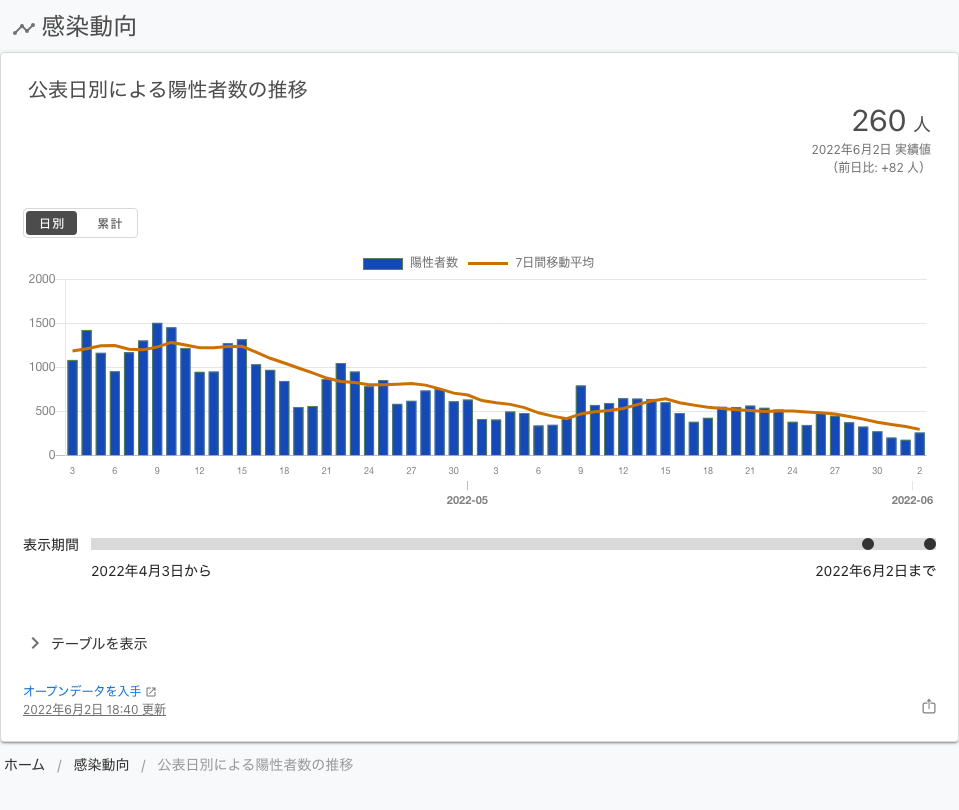 感染動向
公表日別による陽性者数の推移
260 人
2022年6月2日 実績値
（前日比: +82 人）
日別 累計
陽性者数 7日間移動平均
2000
1500
1000
500
0
3 6 9 12 15 18 21 24 27 30 3 6 9 12 15 18 21 24 27 30 2
2022-05 2022-06
表示期間
2022年4月3日から 2022年6月2日まで
テーブルを表示
オープンデータを入手
2022年6月2日 18:40 更新
ホーム / 感染動向 / 公表日別による陽性者数の推移